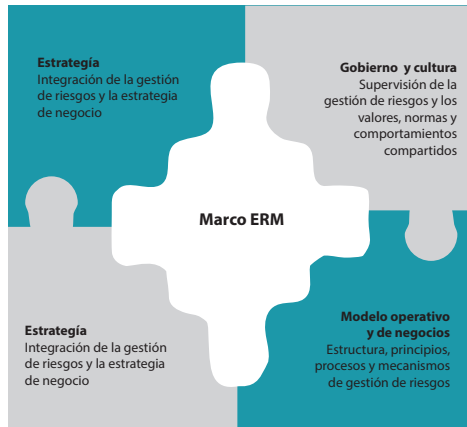 Estrategía
Integración de la gestión
de riesgos y la estrategia
de negocio
Gobierno y cultura
Supervisión de la
gestión de riesgos y los
valores, normas y
comportamientos
compartidos
Marco ERM
Estrategía
Integración de la gestión
de riesgos y la estrategia
de negocio
Modelo operativo
y de negocios
Estructura, principios,
procesos y mecanismos
de gestión de riesgos